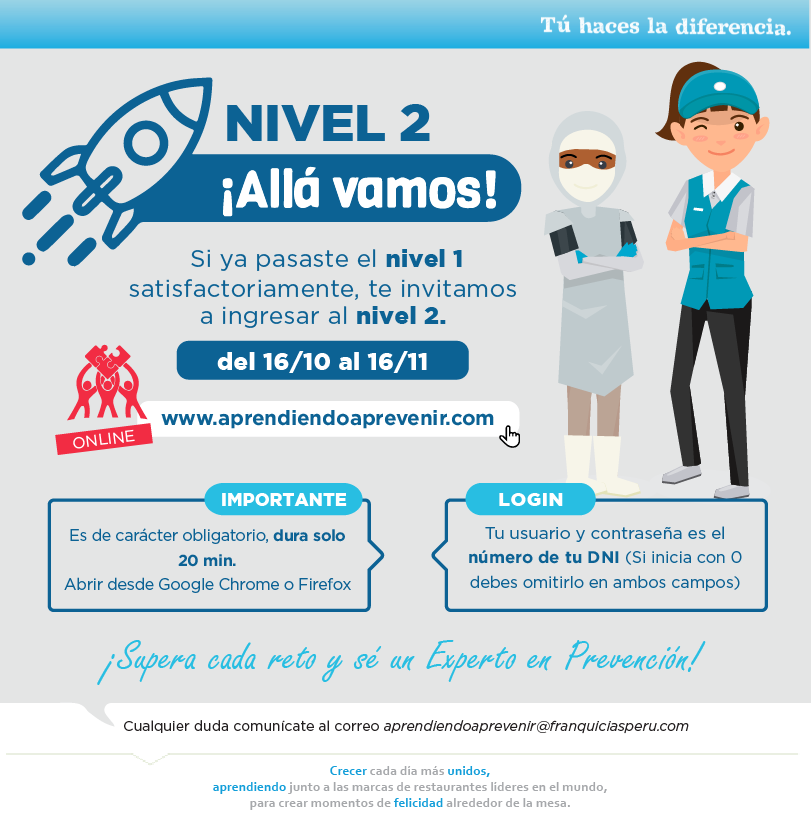 Tú haces la diferencia.
NIVEL 2
¡Allá vamos!
Si ya pasaste el nivel 1
satisfactoriamente, te invitamos
a ingresar al nivel 2.
del 16/10 al 16/11
www.aprendiendoaprevenir.com
ONLINE
IMPORTANTE
Es de carácter obligatorio, dura solo
20 min.
Abrir desde Google Chrome o Firefox
LOGIN
Tu usuario y contraseña es el
número de tu DNI (Si inicia con 0
debes omitirlo en ambos campos)
¡Supera cada reto y sé un Experto en Prevención!
Cualquier duda comunícate al correo aprendiendoaprevenir@franquiciasperu.com
Crecer cada día más unidos,
aprendiendo junto a las marcas de restaurantes líderes en el mundo,
para crear momentos de felicidad alrededor de la mesa.